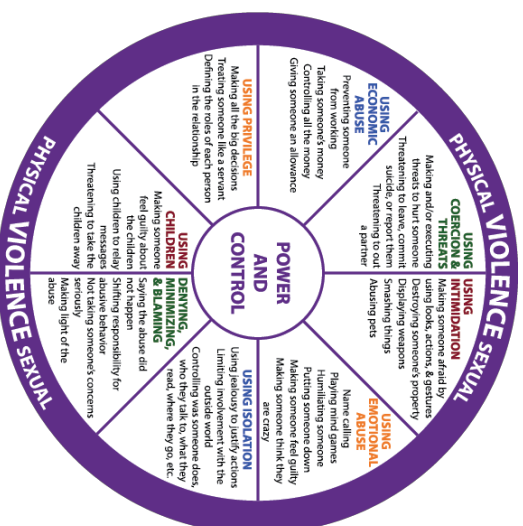 PHYSICAL VIOLENCE SEXUAL
POWER
AND
CONTROL
USING
COERCION &
THREATS
Making and/or executing
threats to hurt someone
Threatening to leave, commit
suicide, or report them
Threatening to out
a partner
USING
INTIMIDATION
Making someone afraid by
using looks, actions, & gestures
Destroying someone's property
Displaying weapons
Smashing things
Abusing pets
USING
EMOTIONAL
ABUSE
Name calling
Playing mind games
Humiliating someone
Putting someone down
Making someone feel guilty
Making someone think they
are crazy
USING ISOLATION
Using jealousy to justify actions
Limiting involvement with the
outside world
Controlling was someone does,
who they talk to, what they
read, where they go, etc.
DENYING,
MINIMIZING,
& BLAMING
Saying the abuse did
not happen
Shifting responsibility for
abusive behavior
Not taking someone's concerns
seriously
Making light of the
abuse
USING
CHILDREN
Making someone
feel guilty about
the children
Using children to relay
messages
Threatening to take the
children away
USING PRIVILEGE
Making all the big decisions
Treating someone like a servant
Defining the roles of each person
in the relationship
USING
ECONOMIC
ABUSE
Preventing someone
from working
Taking someone's money
Controlling all the money
Giving someone an allowance
PHYSICAL VIOLENCE SEXUAL